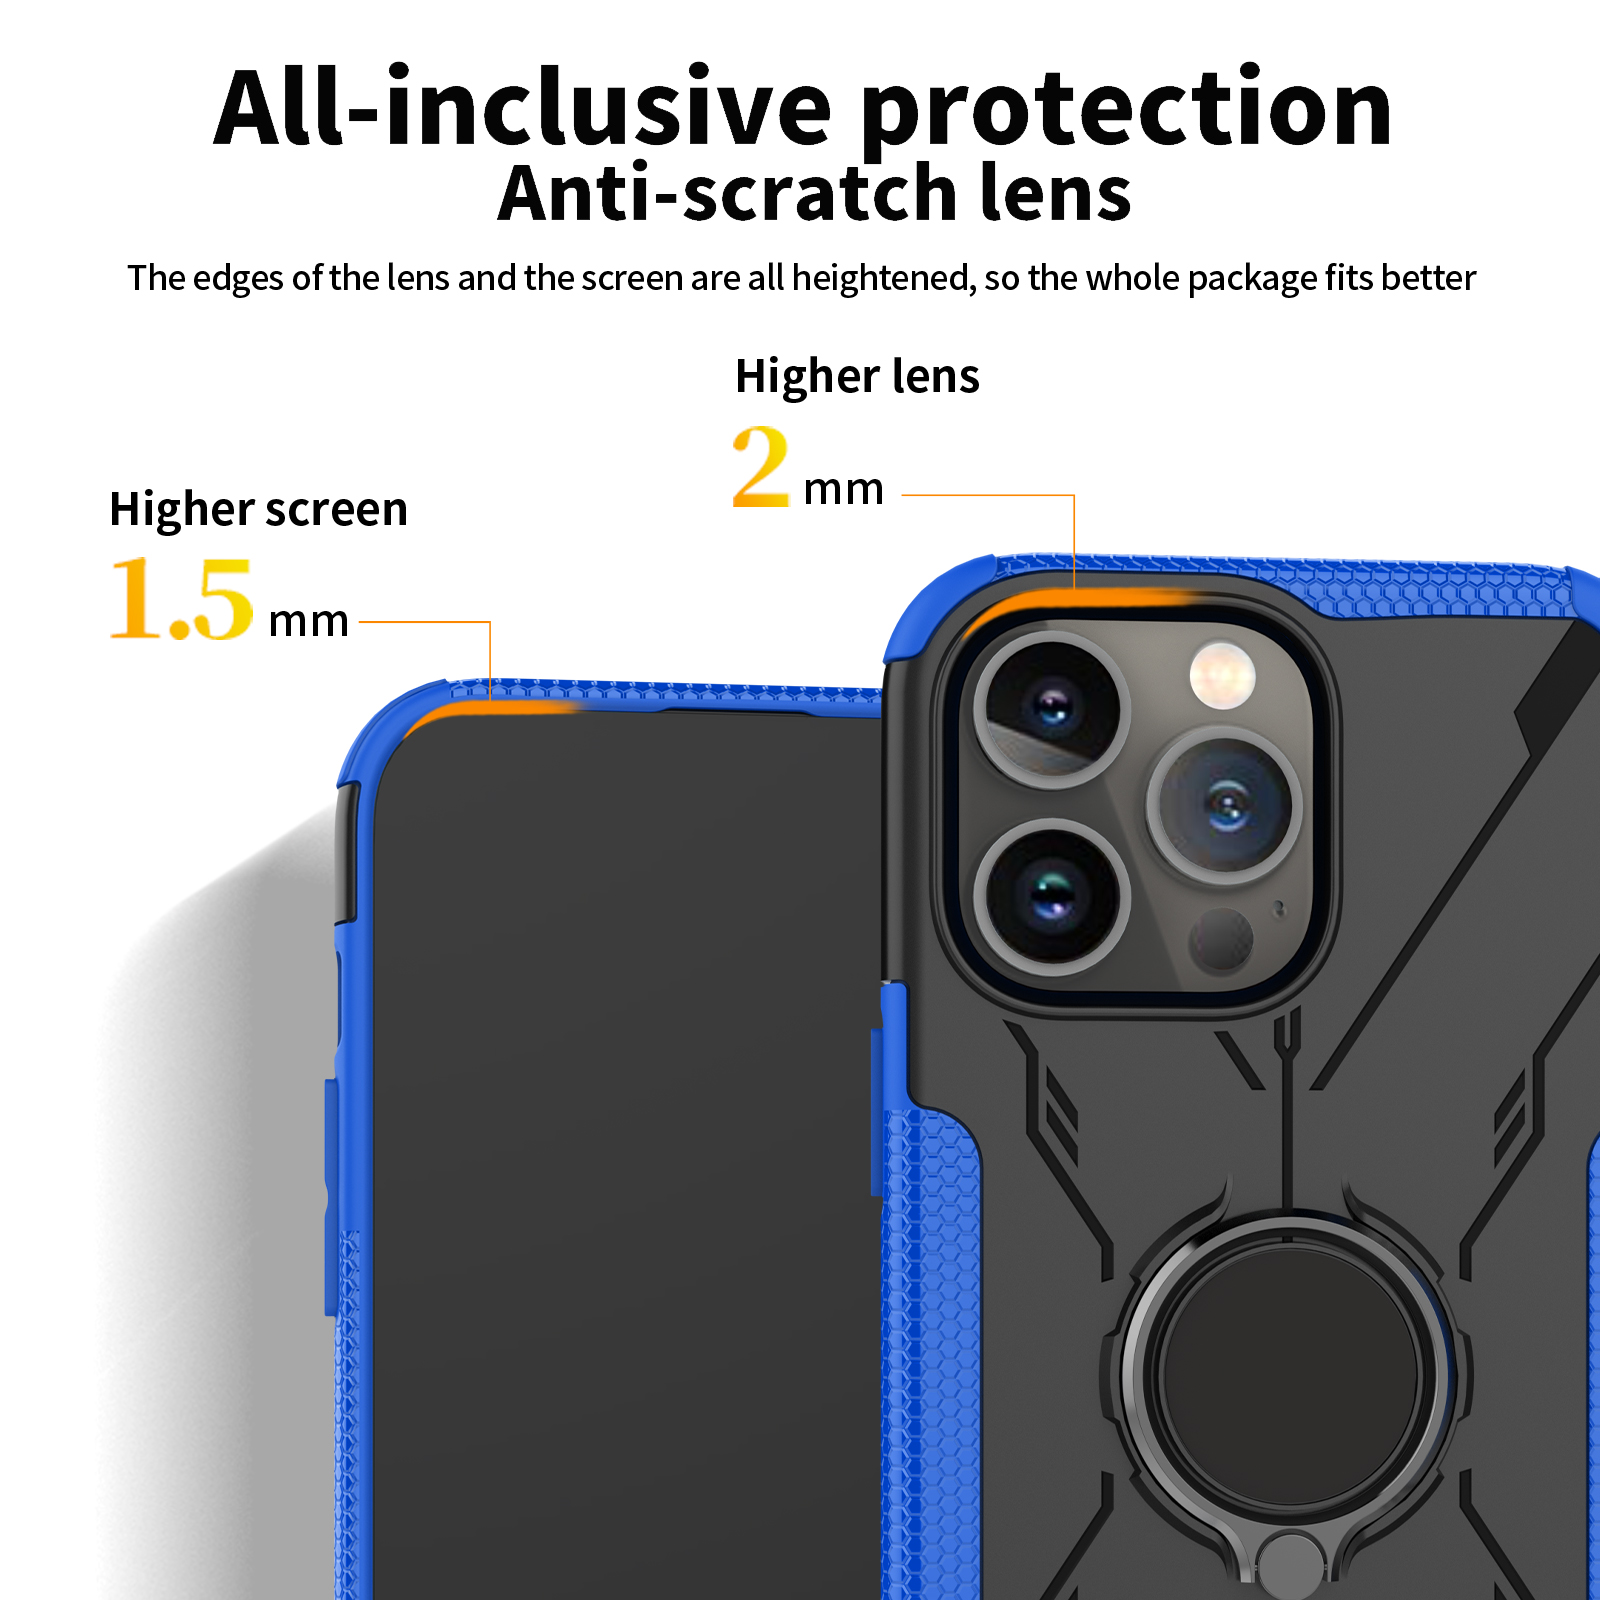 All-inclusive protection
Anti-scratch lens
The edges of the lens and the screen are all heightened, so the whole package fits better
Higher lens
2 mm
Higher screen
1.5 mm